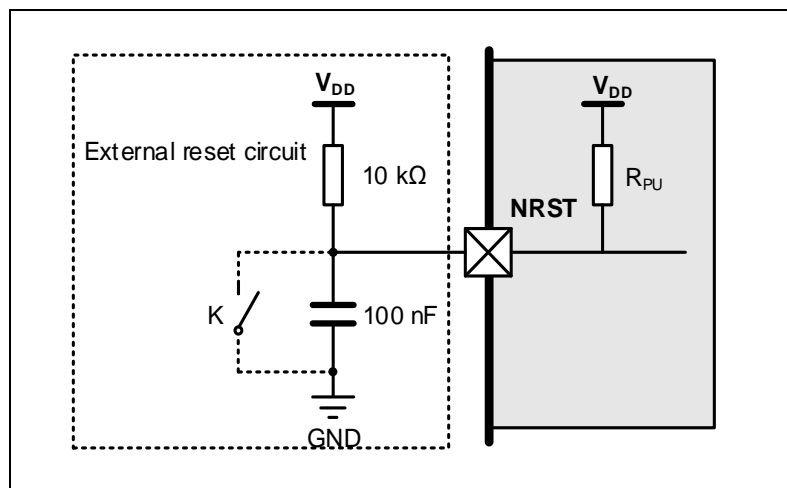 V_DD
V_DD
External reset circuit
10 kΩ
R_PU
NRST
K
100 nF
GND